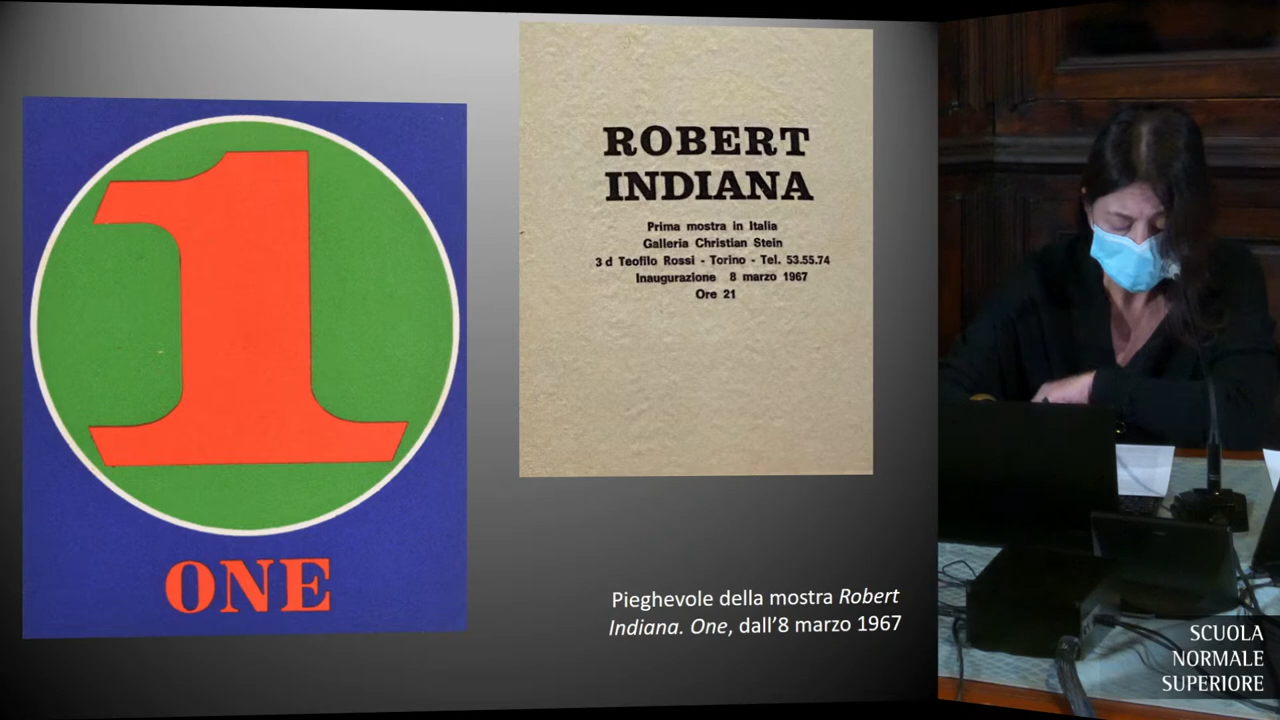 1
ONE
ROBERT
INDIANA
Prima mostra in Italia
Galleria Christian Stein
3 d Teofilo Rossi - Torino - Tel. 53.55.74
Inaugurazione 8 marzo 1967
Ore 21
Pieghevole della mostra Robert
Indiana. One, dall'8 marzo 1967
SCUOLA
NORMALE
SUPERIORE